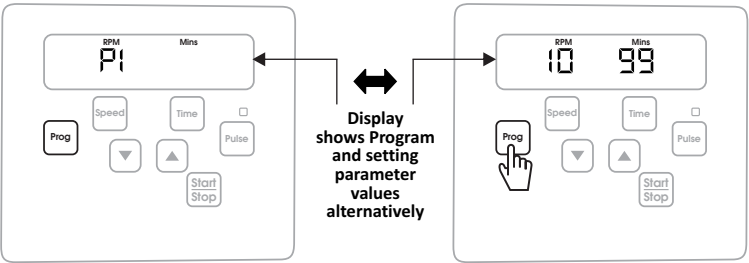 RPM Mins
P1
Speed Time
Prog Pulse
Start
Stop
Display
shows Program
and setting
parameter
values
alternatively
RPM Mins
10 99
Speed Time
Prog Pulse
Start
Stop